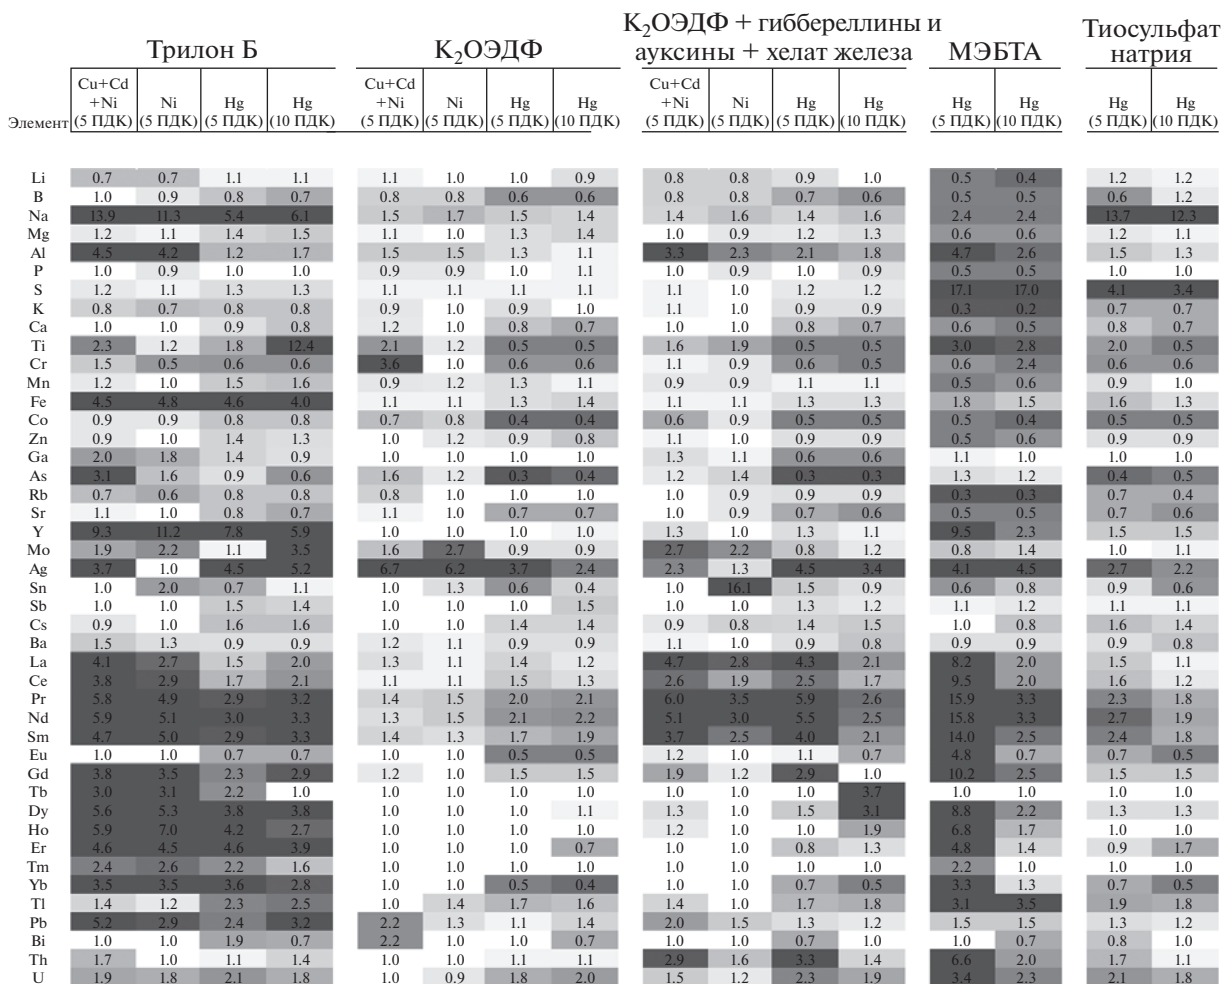 К₂ОЭДФ + гиббереллины и
Трилон Б К₂ОЭДФ ауксины + хелат железа МЭБТА Тиосульфат
натрия
Cu+Cd Cu+Cd Cu+Cd
+Ni Ni Hg Hg +Ni Ni Hg Hg +Ni Ni Hg Hg Hg Hg Hg Hg
Элемент (5 ПДК) (5 ПДК) (5 ПДК) (10 ПДК) (5 ПДК) (5 ПДК) (5 ПДК) (10 ПДК) (5 ПДК) (5 ПДК) (5 ПДК) (10 ПДК) (5 ПДК) (10 ПДК) (5 ПДК) (10 ПДК)
Li 0.7 0.7 1.1 1.1 1.1 1.0 1.0 0.9 0.8 0.8 0.9 1.0 0.5 0.4 1.2 1.2
B 1.0 0.9 0.8 0.7 0.8 0.8 0.6 0.6 0.8 0.8 0.7 0.6 0.5 0.5 0.6 1.2
Na 13.9 11.3 5.4 6.1 1.5 1.7 1.5 1.4 1.4 1.6 1.4 1.6 2.4 2.4 13.7 12.3
Mg 1.2 1.1 1.4 1.5 1.1 1.0 1.3 1.4 1.0 0.9 1.2 1.3 0.6 0.6 1.2 1.1
Al 4.5 4.2 1.2 1.7 1.5 1.5 1.3 1.1 3.3 2.3 2.1 1.8 4.7 2.6 1.5 1.3
P 1.0 0.9 1.0 1.0 0.9 0.9 1.0 1.1 1.0 0.9 1.0 0.9 0.5 0.5 1.0 1.0
S 1.2 1.1 1.3 1.3 1.1 1.1 1.1 1.1 1.1 1.0 1.2 1.2 17.1 17.0 4.1 3.4
K 0.8 0.7 0.8 0.8 0.9 1.0 0.9 1.0 1.1 1.0 0.9 0.9 0.3 0.2 0.7 0.7
Ca 1.0 1.0 0.9 0.8 1.2 1.0 0.8 0.7 1.0 1.0 0.8 0.7 0.6 0.5 0.8 0.7
Ti 2.3 1.2 1.8 12.4 2.1 1.2 0.5 0.5 1.6 1.9 0.5 0.5 3.0 2.8 2.0 0.5
Cr 1.5 0.5 0.6 0.6 3.6 1.0 0.6 0.6 1.1 0.9 0.6 0.5 0.6 2.4 0.6 0.6
Mn 1.2 1.0 1.5 1.6 0.9 1.2 1.3 1.1 0.9 0.9 1.1 1.1 0.5 0.6 0.9 1.0
Fe 4.5 4.8 4.6 4.0 1.1 1.1 1.3 1.4 1.1 1.1 1.3 1.3 1.8 1.5 1.6 1.3
Co 0.9 0.9 0.8 0.8 0.7 0.8 0.4 0.4 0.6 0.9 0.5 0.5 0.5 0.4 0.5 0.5
Zn 0.9 1.0 1.4 1.3 1.0 1.2 0.9 0.8 1.1 1.0 0.9 0.9 0.5 0.6 0.9 0.9
Ga 2.0 1.8 1.4 0.9 1.0 1.0 1.0 1.0 1.3 1.1 0.6 0.6 1.1 1.0 1.0 1.0
As 3.1 1.6 0.9 0.6 1.6 1.2 0.3 0.4 1.2 1.4 0.3 0.3 1.3 1.2 0.4 0.5
Rb 0.7 0.6 0.8 0.8 0.8 1.0 1.0 1.0 1.0 0.9 0.9 0.9 0.3 0.3 0.7 0.4
Sr 1.1 1.0 0.8 0.7 1.1 1.0 0.7 0.7 1.0 0.9 0.7 0.6 0.5 0.5 0.7 0.6
Y 9.3 11.2 7.8 5.9 1.0 1.0 1.0 1.0 1.3 1.0 1.3 1.1 9.5 2.3 1.5 1.5
Mo 1.9 2.2 1.1 3.5 1.6 2.7 0.9 0.9 2.7 2.2 0.8 1.2 0.8 1.4 1.0 1.1
Ag 3.7 1.0 4.5 5.2 6.7 6.2 3.7 2.4 2.3 1.3 4.5 3.4 4.1 4.5 2.7 2.2
Sn 1.0 2.0 0.7 1.1 1.0 1.3 0.6 0.4 1.0 16.1 1.5 0.9 0.6 0.8 0.9 0.6
Sb 1.0 1.0 1.5 1.4 1.0 1.0 1.0 1.5 1.0 1.0 1.3 1.2 1.1 1.2 1.1 1.1
Cs 0.9 1.0 1.6 1.6 1.0 1.0 1.4 1.4 0.9 0.8 1.4 1.5 1.0 0.8 1.6 1.4
Ba 1.5 1.3 0.9 0.9 1.2 1.1 0.9 0.9 1.1 1.0 0.9 0.8 0.9 0.9 0.9 0.8
La 4.1 2.7 1.5 2.0 1.3 1.1 1.4 1.2 4.7 2.8 4.3 2.1 8.2 2.0 1.5 1.1
Ce 3.8 2.9 1.7 2.1 1.1 1.1 1.5 1.3 2.6 1.9 2.5 1.7 9.5 2.0 1.6 1.2
Pr 5.8 4.9 2.9 3.2 1.4 1.5 2.0 2.1 6.0 3.5 5.9 2.6 15.9 3.3 2.3 1.8
Nd 5.9 5.1 3.0 3.3 1.3 1.5 2.1 2.2 5.1 3.0 5.5 2.5 15.8 3.3 2.7 1.9
Sm 4.7 5.0 2.9 3.3 1.4 1.3 1.7 1.9 3.7 2.5 4.0 2.1 14.0 2.5 2.4 1.8
Eu 1.0 1.0 0.7 0.7 1.0 1.0 0.5 0.5 1.2 1.0 1.1 0.7 4.8 0.7 0.7 0.5
Gd 3.8 3.5 2.3 2.9 1.2 1.0 1.5 1.5 1.9 1.2 2.9 1.0 10.2 2.5 1.5 1.5
Tb 3.0 3.1 2.2 1.0 1.0 1.0 1.0 1.0 1.0 1.0 1.0 3.7 1.0 1.0 1.0 1.0
Dy 5.6 5.3 3.8 3.8 1.0 1.0 1.0 1.1 1.3 1.0 1.5 3.1 8.8 2.2 1.3 1.3
Ho 5.9 7.0 4.2 2.7 1.0 1.0 1.0 1.0 1.2 1.0 1.0 1.9 6.8 1.7 1.0 1.0
Er 4.6 4.5 4.6 3.9 1.0 1.0 1.0 0.7 1.0 1.0 0.8 1.3 4.8 1.4 0.9 1.7
Tm 2.4 2.6 2.2 1.6 1.0 1.0 1.0 1.0 1.0 1.0 1.0 1.0 2.2 1.0 1.0 1.0
Yb 3.5 3.5 3.6 2.8 1.0 1.0 0.5 0.4 1.0 1.0 0.7 0.5 3.3 1.3 0.7 0.5
Tl 1.4 1.2 2.3 2.5 1.0 1.4 1.7 1.6 1.0 1.0 1.7 1.8 3.1 3.5 1.9 1.8
Pb 5.2 2.9 2.4 3.2 2.2 1.3 1.1 1.4 2.0 1.5 1.3 1.2 1.5 1.5 1.3 1.2
Bi 1.0 1.0 1.9 0.7 2.2 1.0 1.0 0.7 1.0 1.0 0.7 1.0 1.0 0.7 0.8 1.0
Th 1.7 1.0 1.1 1.4 1.0 1.0 1.1 1.1 2.9 1.6 3.3 1.4 6.6 2.0 1.7 1.1
U 1.9 1.8 2.1 1.8 1.0 0.9 1.8 2.0 1.5 1.2 2.3 1.9 3.4 2.3 2.1 1.8